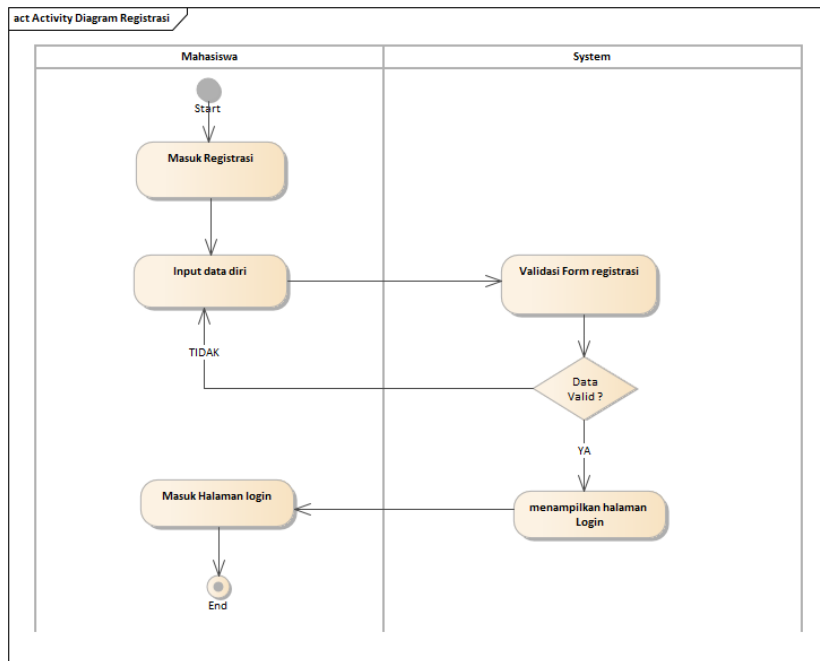 act Activity Diagram Registrasi
Mahasiswa
System
Start
Masuk Registrasi
Input data diri
Validasi Form registrasi
TIDAK
Data
Valid ?
YA
Masuk Halaman login
menampilkan halaman
Login
End